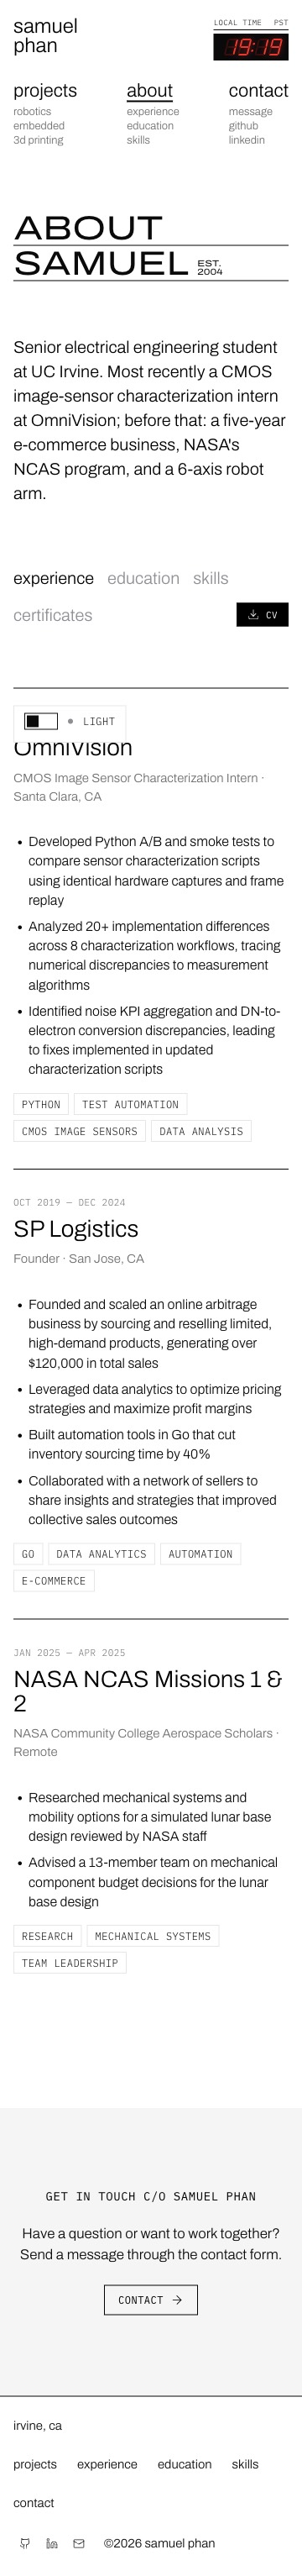 samuel
phan
LOCAL TIME PST
19:19
projects about contact
robotics experience message
embedded education github
3d printing skills linkedin
ABOUT
SAMUEL EST.
2004
Senior electrical engineering student
at UC Irvine. Most recently a CMOS
image-sensor characterization intern
at OmniVision; before that: a five-year
e-commerce business, NASA's
NCAS program, and a 6-axis robot
arm.
experience education skills
certificates CV
LIGHT
OmniVision
CMOS Image Sensor Characterization Intern ·
Santa Clara, CA
• Developed Python A/B and smoke tests to
compare sensor characterization scripts
using identical hardware captures and frame
replay
• Analyzed 20+ implementation differences
across 8 characterization workflows, tracing
numerical discrepancies to measurement
algorithms
• Identified noise KPI aggregation and DN-to-
electron conversion discrepancies, leading
to fixes implemented in updated
characterization scripts
PYTHON TEST AUTOMATION
CMOS IMAGE SENSORS DATA ANALYSIS
OCT 2019 — DEC 2024
SP Logistics
Founder · San Jose, CA
• Founded and scaled an online arbitrage
business by sourcing and reselling limited,
high-demand products, generating over
$120,000 in total sales
• Leveraged data analytics to optimize pricing
strategies and maximize profit margins
• Built automation tools in Go that cut
inventory sourcing time by 40%
• Collaborated with a network of sellers to
share insights and strategies that improved
collective sales outcomes
GO DATA ANALYTICS AUTOMATION
E-COMMERCE
JAN 2025 — APR 2025
NASA NCAS Missions 1 &
2
NASA Community College Aerospace Scholars ·
Remote
• Researched mechanical systems and
mobility options for a simulated lunar base
design reviewed by NASA staff
• Advised a 13-member team on mechanical
component budget decisions for the lunar
base design
RESEARCH MECHANICAL SYSTEMS
TEAM LEADERSHIP
GET IN TOUCH C/O SAMUEL PHAN
Have a question or want to work together?
Send a message through the contact form.
CONTACT →
irvine, ca
projects experience education skills
contact
©2026 samuel phan